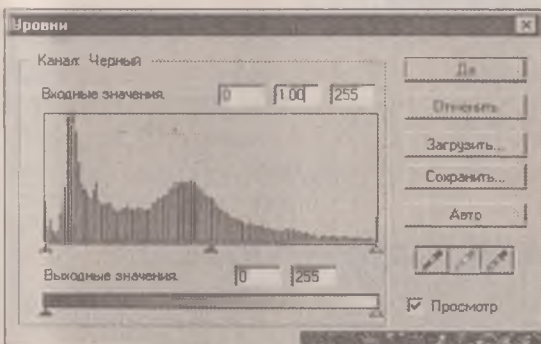 Уровни
Канал: Черный
Входные значения: 0 1.00 255
Да
Отменить
Загрузить...
Сохранить...
Авто
Выходные значения: 0 255
Просмотр